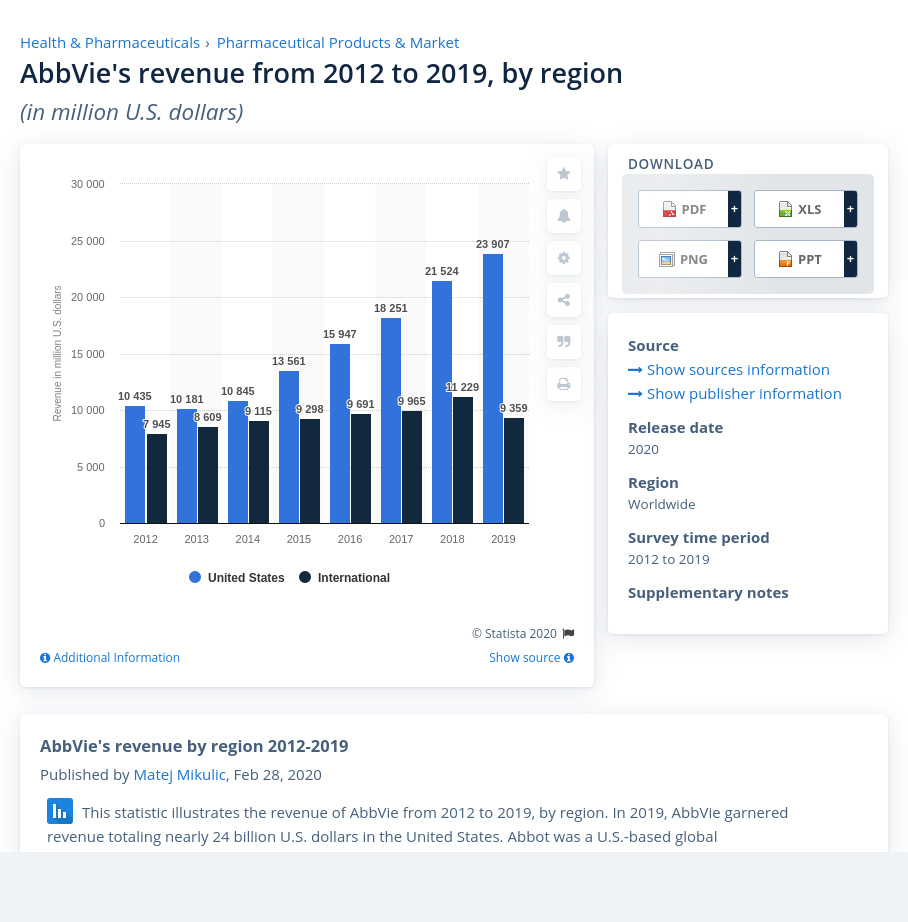 Health & Pharmaceuticals › Pharmaceutical Products & Market
AbbVie's revenue from 2012 to 2019, by region
(in million U.S. dollars)
30 000
25 000
20 000
15 000
10 000
5 000
0
Revenue in million U.S. dollars
10 435
7 945
10 181
8 609
10 845
9 115
13 561
9 298
15 947
9 691
18 251
9 965
21 524
11 229
23 907
9 359
2012 2013 2014 2015 2016 2017 2018 2019
United States International
© Statista 2020
Additional Information Show source
DOWNLOAD
PDF + XLS +
PNG + PPT +
Source
Show sources information
Show publisher information
Release date
2020
Region
Worldwide
Survey time period
2012 to 2019
Supplementary notes
AbbVie's revenue by region 2012-2019
Published by Matej Mikulic, Feb 28, 2020
This statistic illustrates the revenue of AbbVie from 2012 to 2019, by region. In 2019, AbbVie garnered
revenue totaling nearly 24 billion U.S. dollars in the United States. Abbot was a U.S.-based global